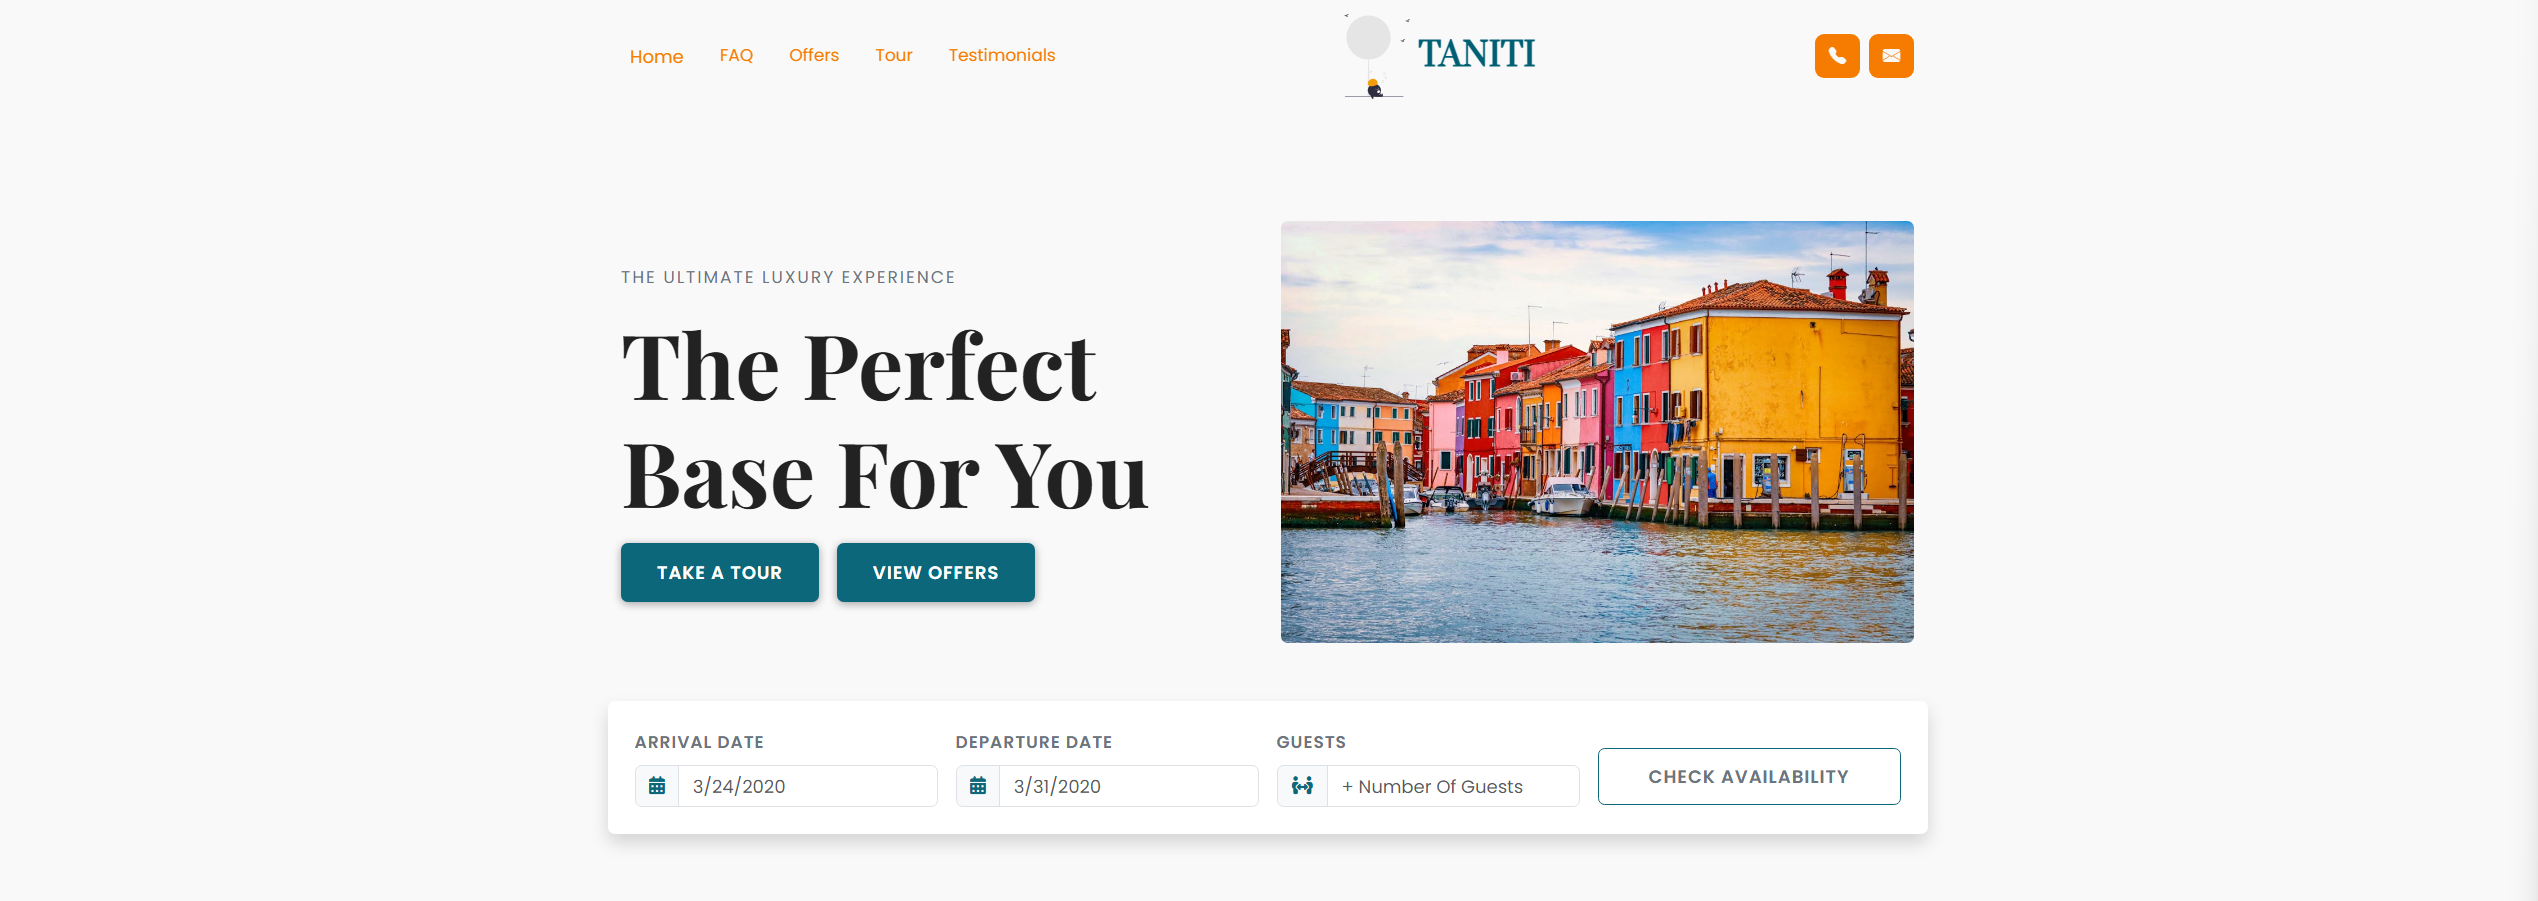 Home FAQ Offers Tour Testimonials
TANITI
THE ULTIMATE LUXURY EXPERIENCE
The Perfect
Base For You
TAKE A TOUR VIEW OFFERS
ARRIVAL DATE DEPARTURE DATE GUESTS
3/24/2020 3/31/2020 + Number Of Guests CHECK AVAILABILITY